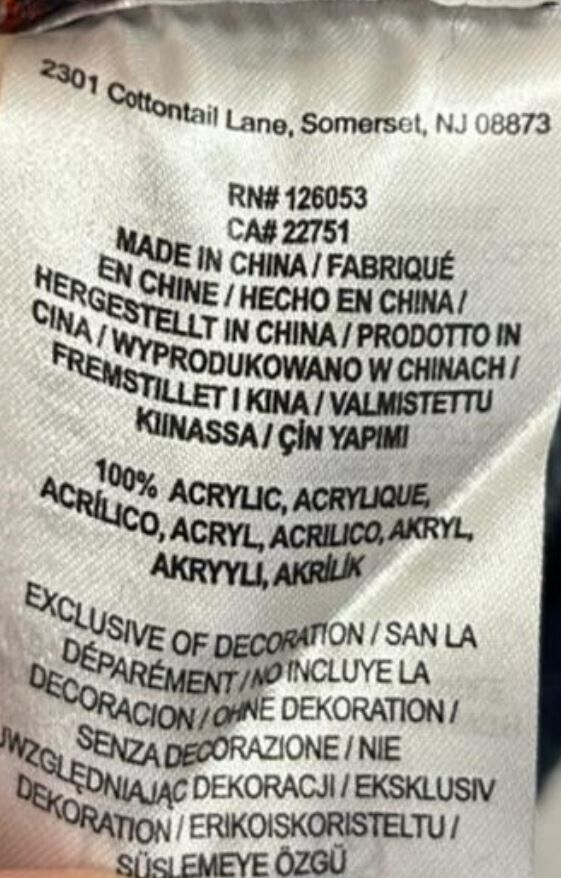 2301 Cottontail Lane, Somerset, NJ 08873
RN# 126053
CA# 22751
MADE IN CHINA / FABRIQUÉ
EN CHINE / HECHO EN CHINA /
HERGESTELLT IN CHINA / PRODOTTO IN
CINA / WYPRODUKOWANO W CHINACH /
FREMSTILLET I KINA / VALMISTETTU
KIINASSA / ÇİN YAPIMI
100% ACRYLIC, ACRYLIQUE,
ACRÍLICO, ACRYL, ACRILICO, AKRYL,
AKRYYLI, AKRİLİK
EXCLUSIVE OF DECORATION / SAN LA
DÉPARÉMENT / NO INCLUYE LA
DECORACION / OHNE DEKORATION /
SENZA DECORAZIONE / NIE
UWZGLĘDNIAJĄC DEKORACJI / EKSKLUSIV
DEKORATION / ERIKOISKORISTELTU /
SÜSLEMEYE ÖZGÜ